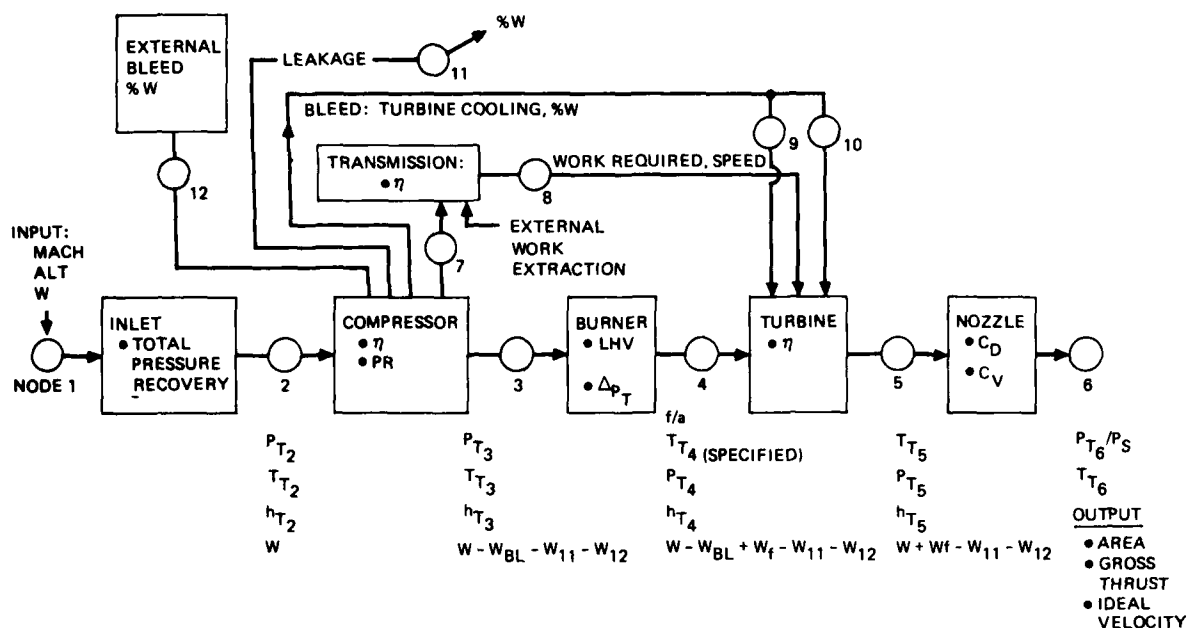 EXTERNAL
BLEED
% W
LEAKAGE
11
%W
BLEED: TURBINE COOLING, %W
9
10
TRANSMISSION:
• η
8
WORK REQUIRED, SPEED
12
7
EXTERNAL
WORK
EXTRACTION
INPUT:
MACH
ALT
W
NODE 1
INLET
• TOTAL
PRESSURE
RECOVERY
2
COMPRESSOR
• η
• PR
3
BURNER
• LHV
• ΔPT
4
TURBINE
• η
5
NOZZLE
• CD
• CV
6
PT2
TT2
hT2
W
PT3
TT3
hT3
W - WBL - W11 - W12
f/a
TT4 (SPECIFIED)
PT4
hT4
W - WBL + Wf - W11 - W12
TT5
PT5
hT5
W + Wf - W11 - W12
PT6/PS
TT6
OUTPUT
• AREA
• GROSS
THRUST
• IDEAL
VELOCITY